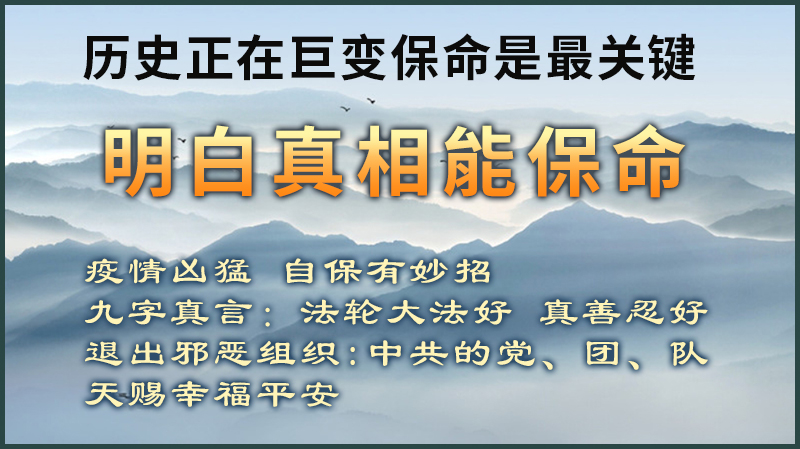 历史正在巨变保命是最关键
明白真相能保命
疫情凶猛 自保有妙招
九字真言：法轮大法好 真善忍好
退出邪恶组织：中共的党、团、队
天赐幸福平安